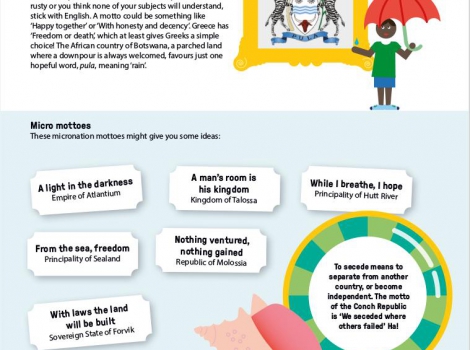 rusty or you think none of your subjects will understand,
stick with English. A motto could be something like
‘Happy together’ or ‘With honesty and decency’. Greece has
‘Freedom or death’, which at least gives Greeks a simple
choice! The African country of Botswana, a parched land
where a downpour is always welcomed, favours just one
hopeful word, pula, meaning ‘rain’.
PULA
Micro mottoes
These micronation mottoes might give you some ideas:
A light in the darkness
Empire of Atlantium
A man’s room is
his kingdom
Kingdom of Talossa
While I breathe, I hope
Principality of Hutt River
From the sea, freedom
Principality of Sealand
Nothing ventured,
nothing gained
Republic of Molossia
With laws the land
will be built
Sovereign State of Forvik
To secede means to
separate from another
country, or become
independent. The motto
of the Conch Republic
is ‘We seceded where
others failed’ Ha!